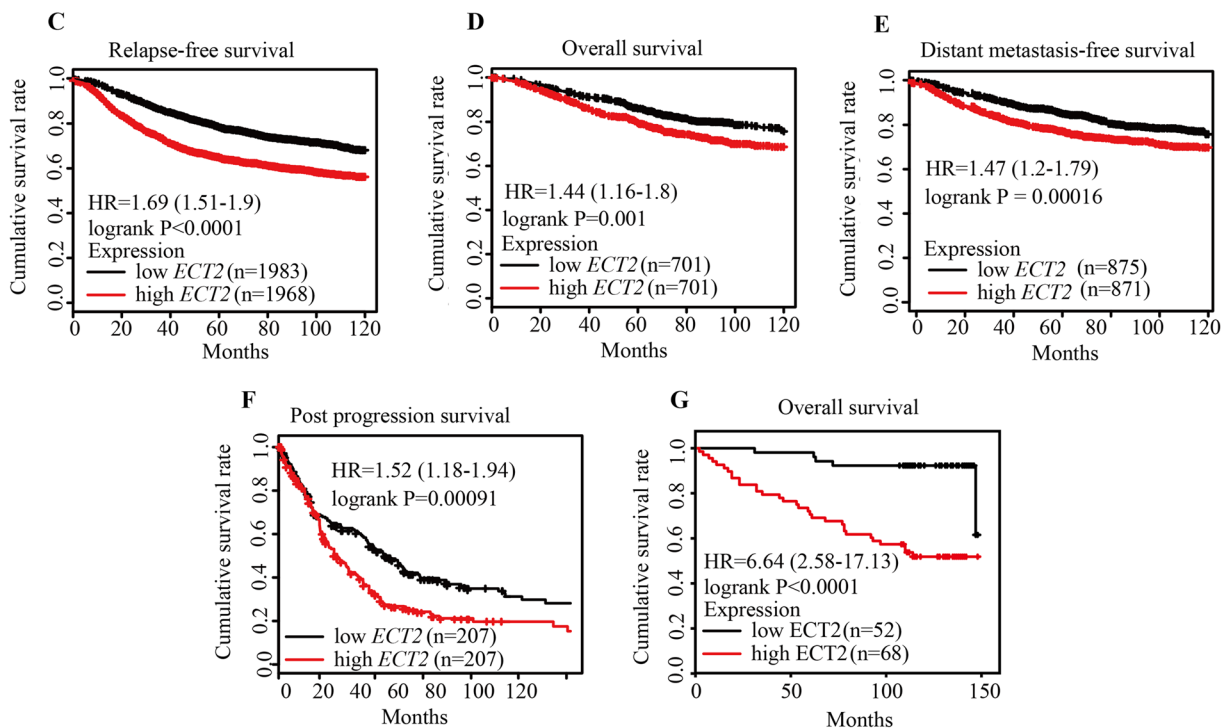 C
Relapse-free survival
Cumulative survival rate
1.0
0.8
0.6
0.4
0.2
0.0
HR=1.69 (1.51-1.9)
logrank P<0.0001
Expression
low ECT2 (n=1983)
high ECT2 (n=1968)
0 20 40 60 80 100 120
Months
D
Overall survival
Cumulative survival rate
1.0
0.8
0.6
0.4
0.2
0.0
HR=1.44 (1.16-1.8)
logrank P=0.001
Expression
low ECT2 (n=701)
high ECT2 (n=701)
0 20 40 60 80 100 120
Months
E
Distant metastasis-free survival
Cumulative survival rate
1.0
0.8
0.6
0.4
0.2
0.0
HR=1.47 (1.2-1.79)
logrank P = 0.00016
Expression
low ECT2 (n=875)
high ECT2 (n=871)
0 20 40 60 80 100 120
Months
F
Post progression survival
Cumulative survival rate
1.0
0.8
0.6
0.4
0.2
0.0
HR=1.52 (1.18-1.94)
logrank P=0.00091
low ECT2 (n=207)
high ECT2 (n=207)
0 20 40 60 80 100 120
Months
G
Overall survival
Cumulative survival rate
1.0
0.8
0.6
0.4
0.2
0.0
HR=6.64 (2.58-17.13)
logrank P<0.0001
Expression
low ECT2 (n=52)
high ECT2 (n=68)
0 50 100 150
Months